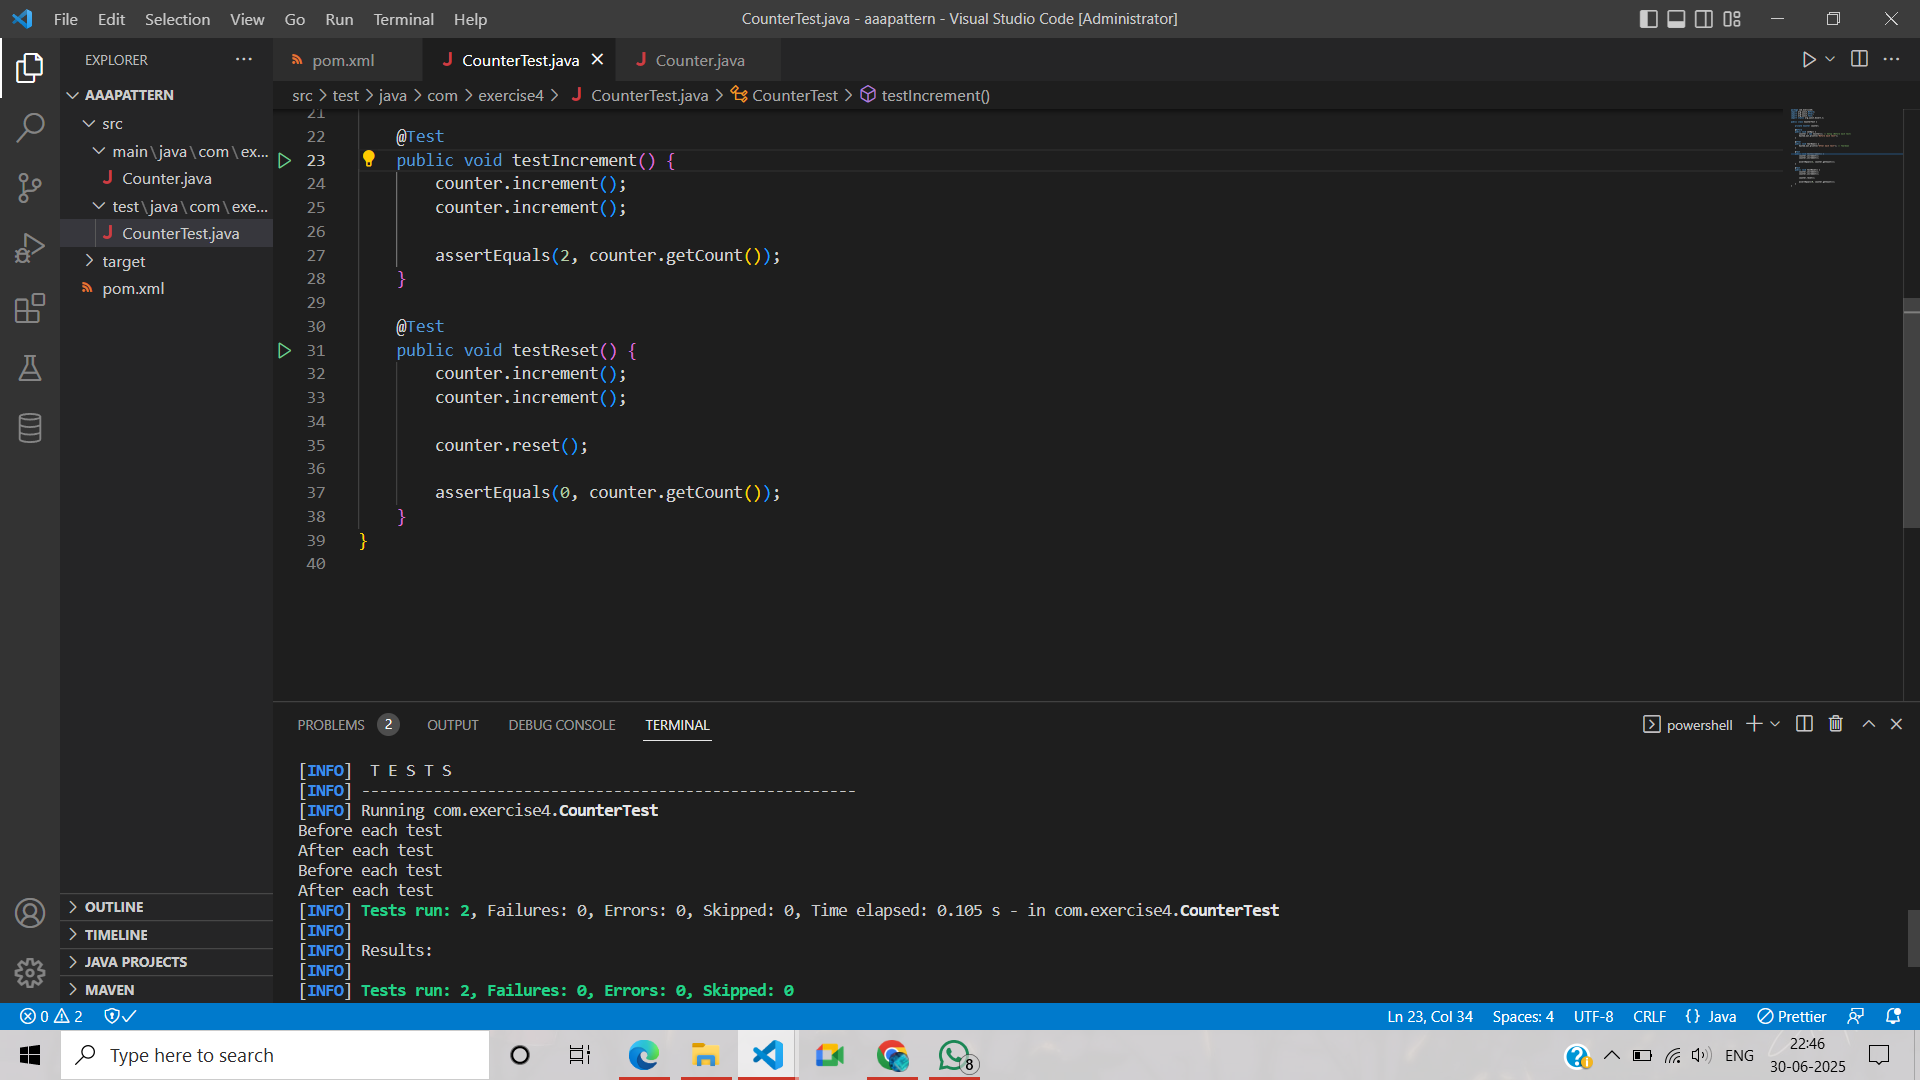 File Edit Selection View Go Run Terminal Help
CounterTest.java - aaapattern - Visual Studio Code [Administrator]
EXPLORER
AAAPATTERN
src
main\java\com\ex...
Counter.java
test\java\com\exe...
CounterTest.java
target
pom.xml
OUTLINE
TIMELINE
JAVA PROJECTS
MAVEN
pom.xml
CounterTest.java
Counter.java
src > test > java > com > exercise4 > CounterTest.java > CounterTest > testIncrement()
21
22 @Test
23 public void testIncrement() {
24 counter.increment();
25 counter.increment();
26
27 assertEquals(2, counter.getCount());
28 }
29
30 @Test
31 public void testReset() {
32 counter.increment();
33 counter.increment();
34
35 counter.reset();
36
37 assertEquals(0, counter.getCount());
38 }
39 }
40
PROBLEMS 2 OUTPUT DEBUG CONSOLE TERMINAL
powershell
[INFO] T E S T S
[INFO] -------------------------------------------------------
[INFO] Running com.exercise4.CounterTest
Before each test
After each test
Before each test
After each test
[INFO] Tests run: 2, Failures: 0, Errors: 0, Skipped: 0, Time elapsed: 0.105 s - in com.exercise4.CounterTest
[INFO]
[INFO] Results:
[INFO]
[INFO] Tests run: 2, Failures: 0, Errors: 0, Skipped: 0
0 2
Ln 23, Col 34 Spaces: 4 UTF-8 CRLF {} Java Prettier
Type here to search
8
ENG
22:46
30-06-2025